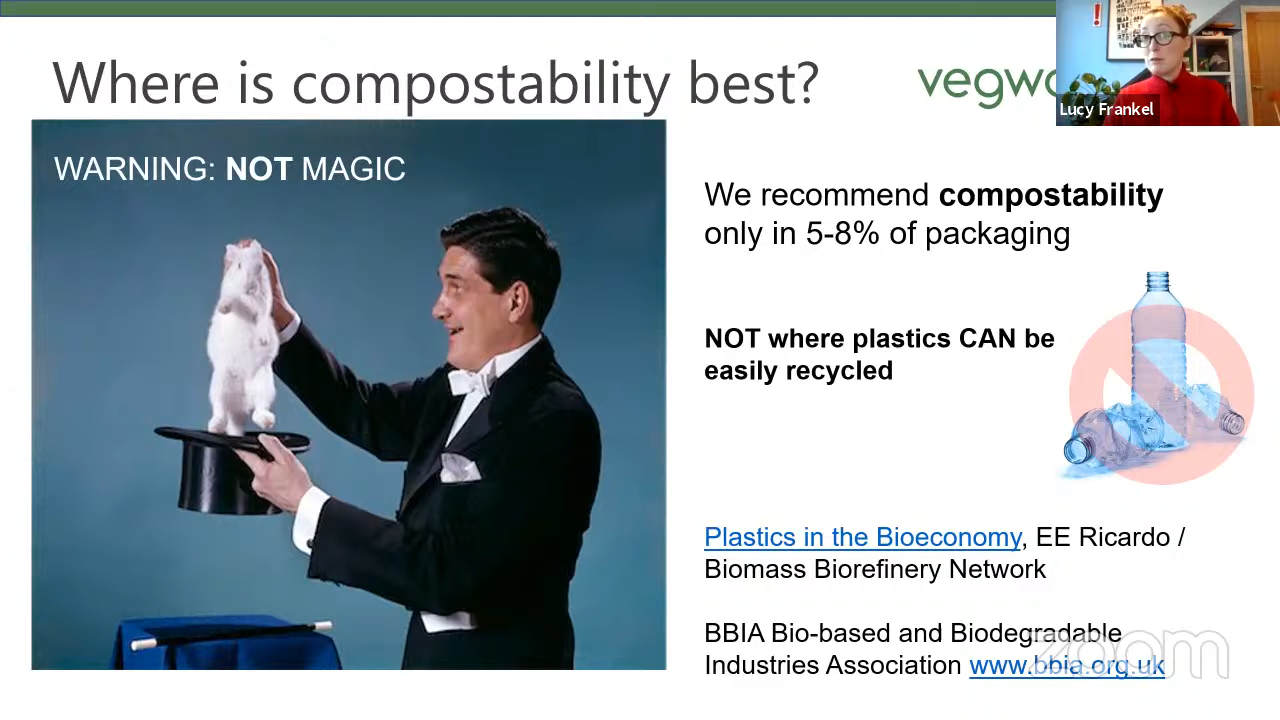 Where is compostability best?
vegwa
Lucy Frankel
WARNING: NOT MAGIC
We recommend compostability
only in 5-8% of packaging
NOT where plastics CAN be
easily recycled
Plastics in the Bioeconomy, EE Ricardo /
Biomass Biorefinery Network
BBIA Bio-based and Biodegradable
Industries Association www.bbia.org.uk
zoom